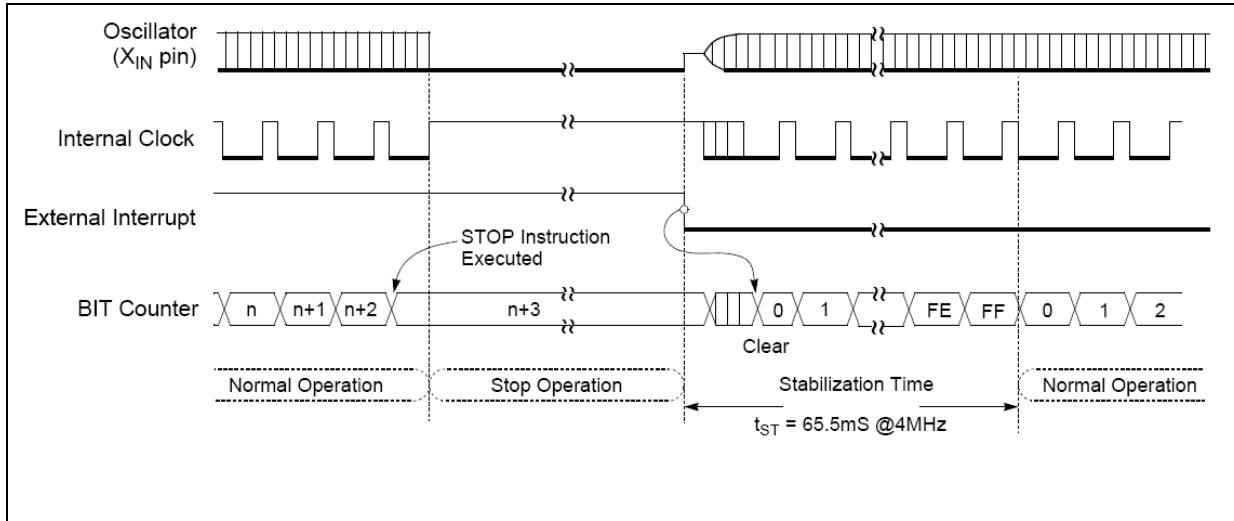 Oscillator
(XIN pin)
Internal Clock
External Interrupt
STOP Instruction
Executed
BIT Counter
n n+1 n+2 n+3 0 1 FE FF 0 1 2
Clear
Normal Operation Stop Operation Stabilization Time Normal Operation
tST = 65.5mS @4MHz